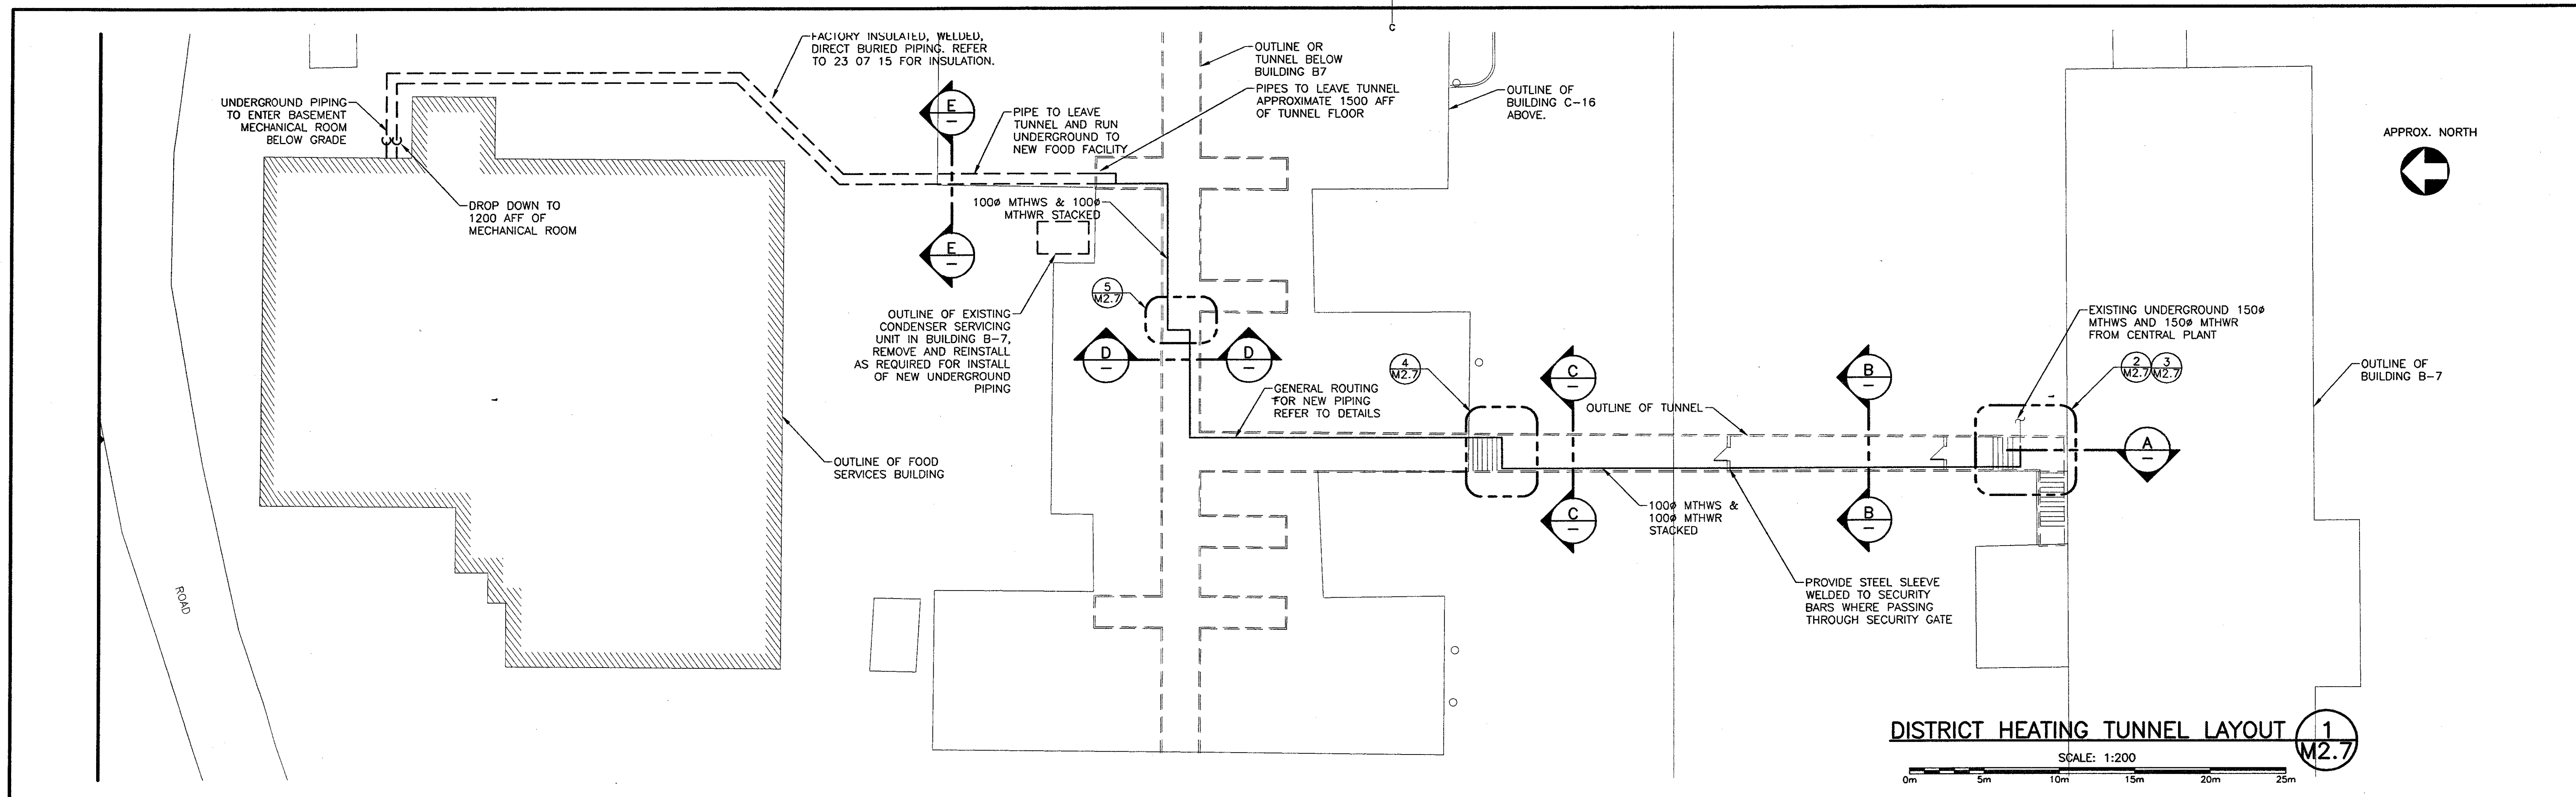 C
FACTORY INSULATED, WELDED,
DIRECT BURIED PIPING. REFER
TO 23 07 15 FOR INSULATION.
UNDERGROUND PIPING
TO ENTER BASEMENT
MECHANICAL ROOM
BELOW GRADE
DROP DOWN TO
1200 AFF OF
MECHANICAL ROOM
E
–
E
–
PIPE TO LEAVE
TUNNEL AND RUN
UNDERGROUND TO
NEW FOOD FACILITY
OUTLINE OR
TUNNEL BELOW
BUILDING B7
PIPES TO LEAVE TUNNEL
APPROXIMATE 1500 AFF
OF TUNNEL FLOOR
OUTLINE OF
BUILDING C-16
ABOVE.
APPROX. NORTH
100ø MTHWS & 100ø
MTHWR STACKED
OUTLINE OF EXISTING
CONDENSER SERVICING
UNIT IN BUILDING B-7,
REMOVE AND REINSTALL
AS REQUIRED FOR INSTALL
OF NEW UNDERGROUND
PIPING
5
M2.7
D
–
D
–
GENERAL ROUTING
FOR NEW PIPING
REFER TO DETAILS
4
M2.7
C
–
C
–
OUTLINE OF TUNNEL
B
–
B
–
EXISTING UNDERGROUND 150ø
MTHWS AND 150ø MTHWR
FROM CENTRAL PLANT
2
M2.7
3
M2.7
OUTLINE OF
BUILDING B-7
A
–
OUTLINE OF FOOD
SERVICES BUILDING
100ø MTHWS &
100ø MTHWR
STACKED
PROVIDE STEEL SLEEVE
WELDED TO SECURITY
BARS WHERE PASSING
THROUGH SECURITY GATE
ROAD
DISTRICT HEATING TUNNEL LAYOUT
1
M2.7
SCALE: 1:200
0m 5m 10m 15m 20m 25m